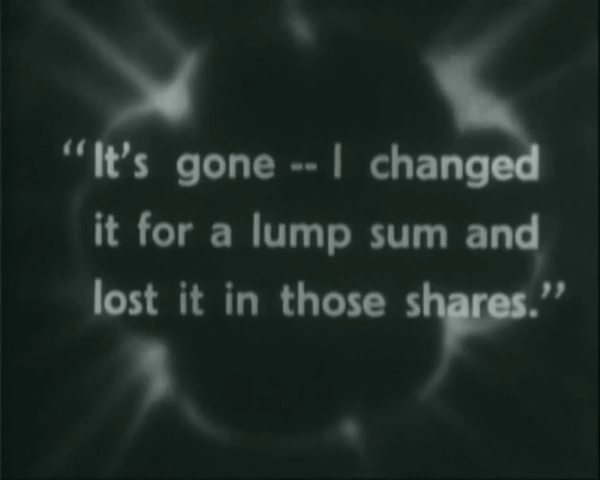 “It's gone -- I changed
it for a lump sum and
lost it in those shares.”